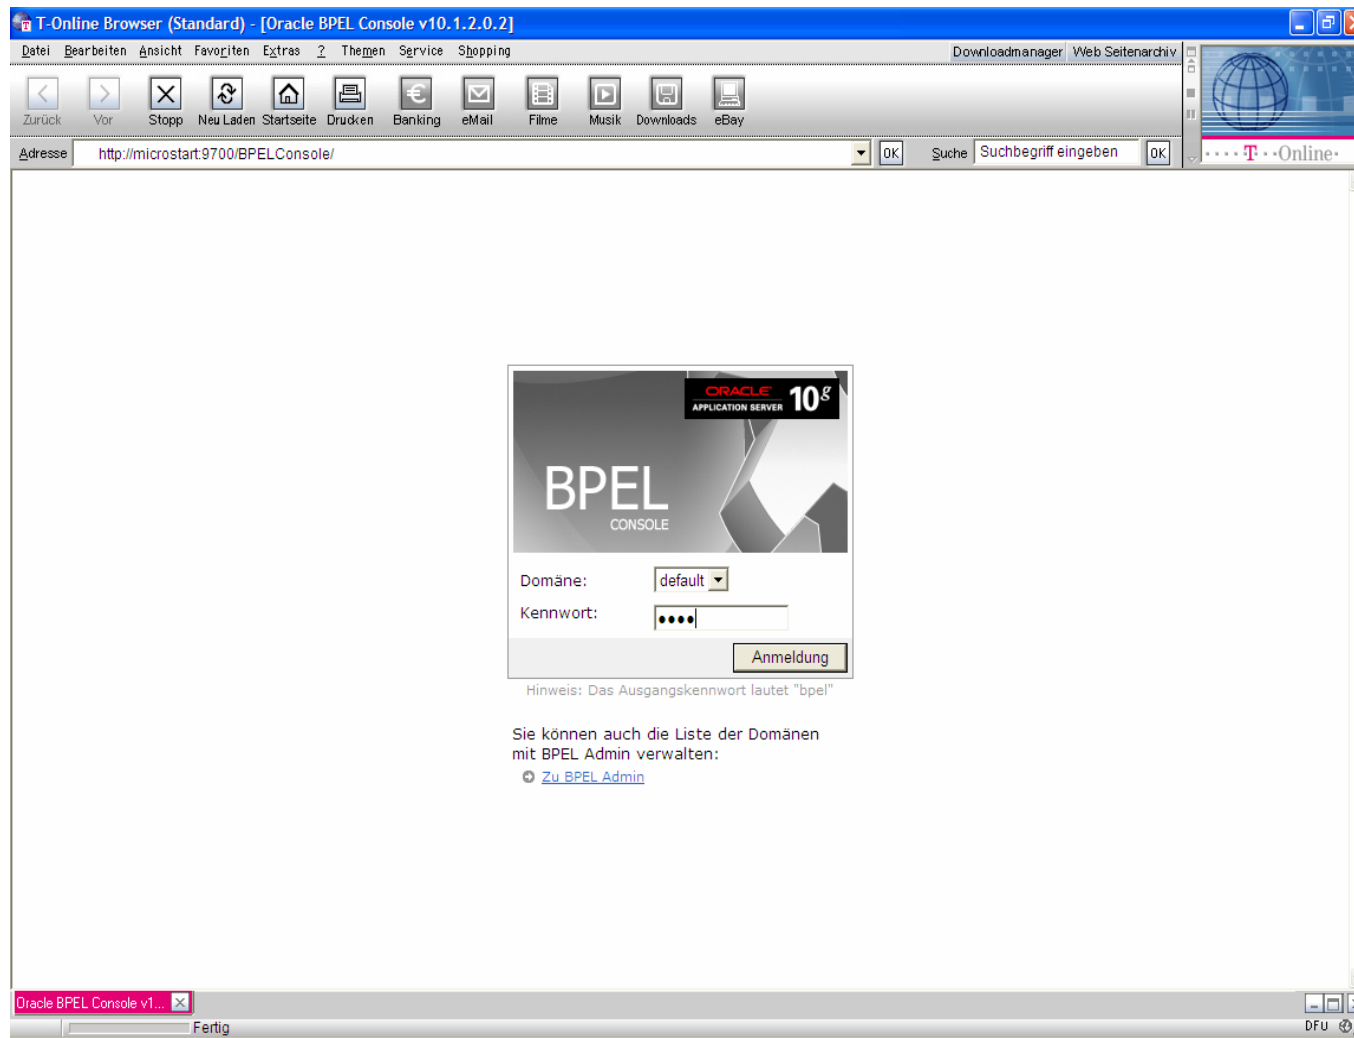 T-Online Browser (Standard) - [Oracle BPEL Console v10.1.2.0.2]
Datei Bearbeiten Ansicht Favoriten Extras ? Themen Service Shopping Downloadmanager Web Seitenarchiv
Zurück Vor Stopp Neu Laden Startseite Drucken Banking eMail Filme Musik Downloads eBay
Adresse http://microstart:9700/BPELConsole/ OK Suche Suchbegriff eingeben OK ····T··Online·
ORACLE
APPLICATION SERVER 10g
BPEL
CONSOLE
Domäne: default
Kennwort: ••••
Anmeldung
Hinweis: Das Ausgangskennwort lautet "bpel"
Sie können auch die Liste der Domänen
mit BPEL Admin verwalten:
Zu BPEL Admin
Oracle BPEL Console v1...
Fertig DFU